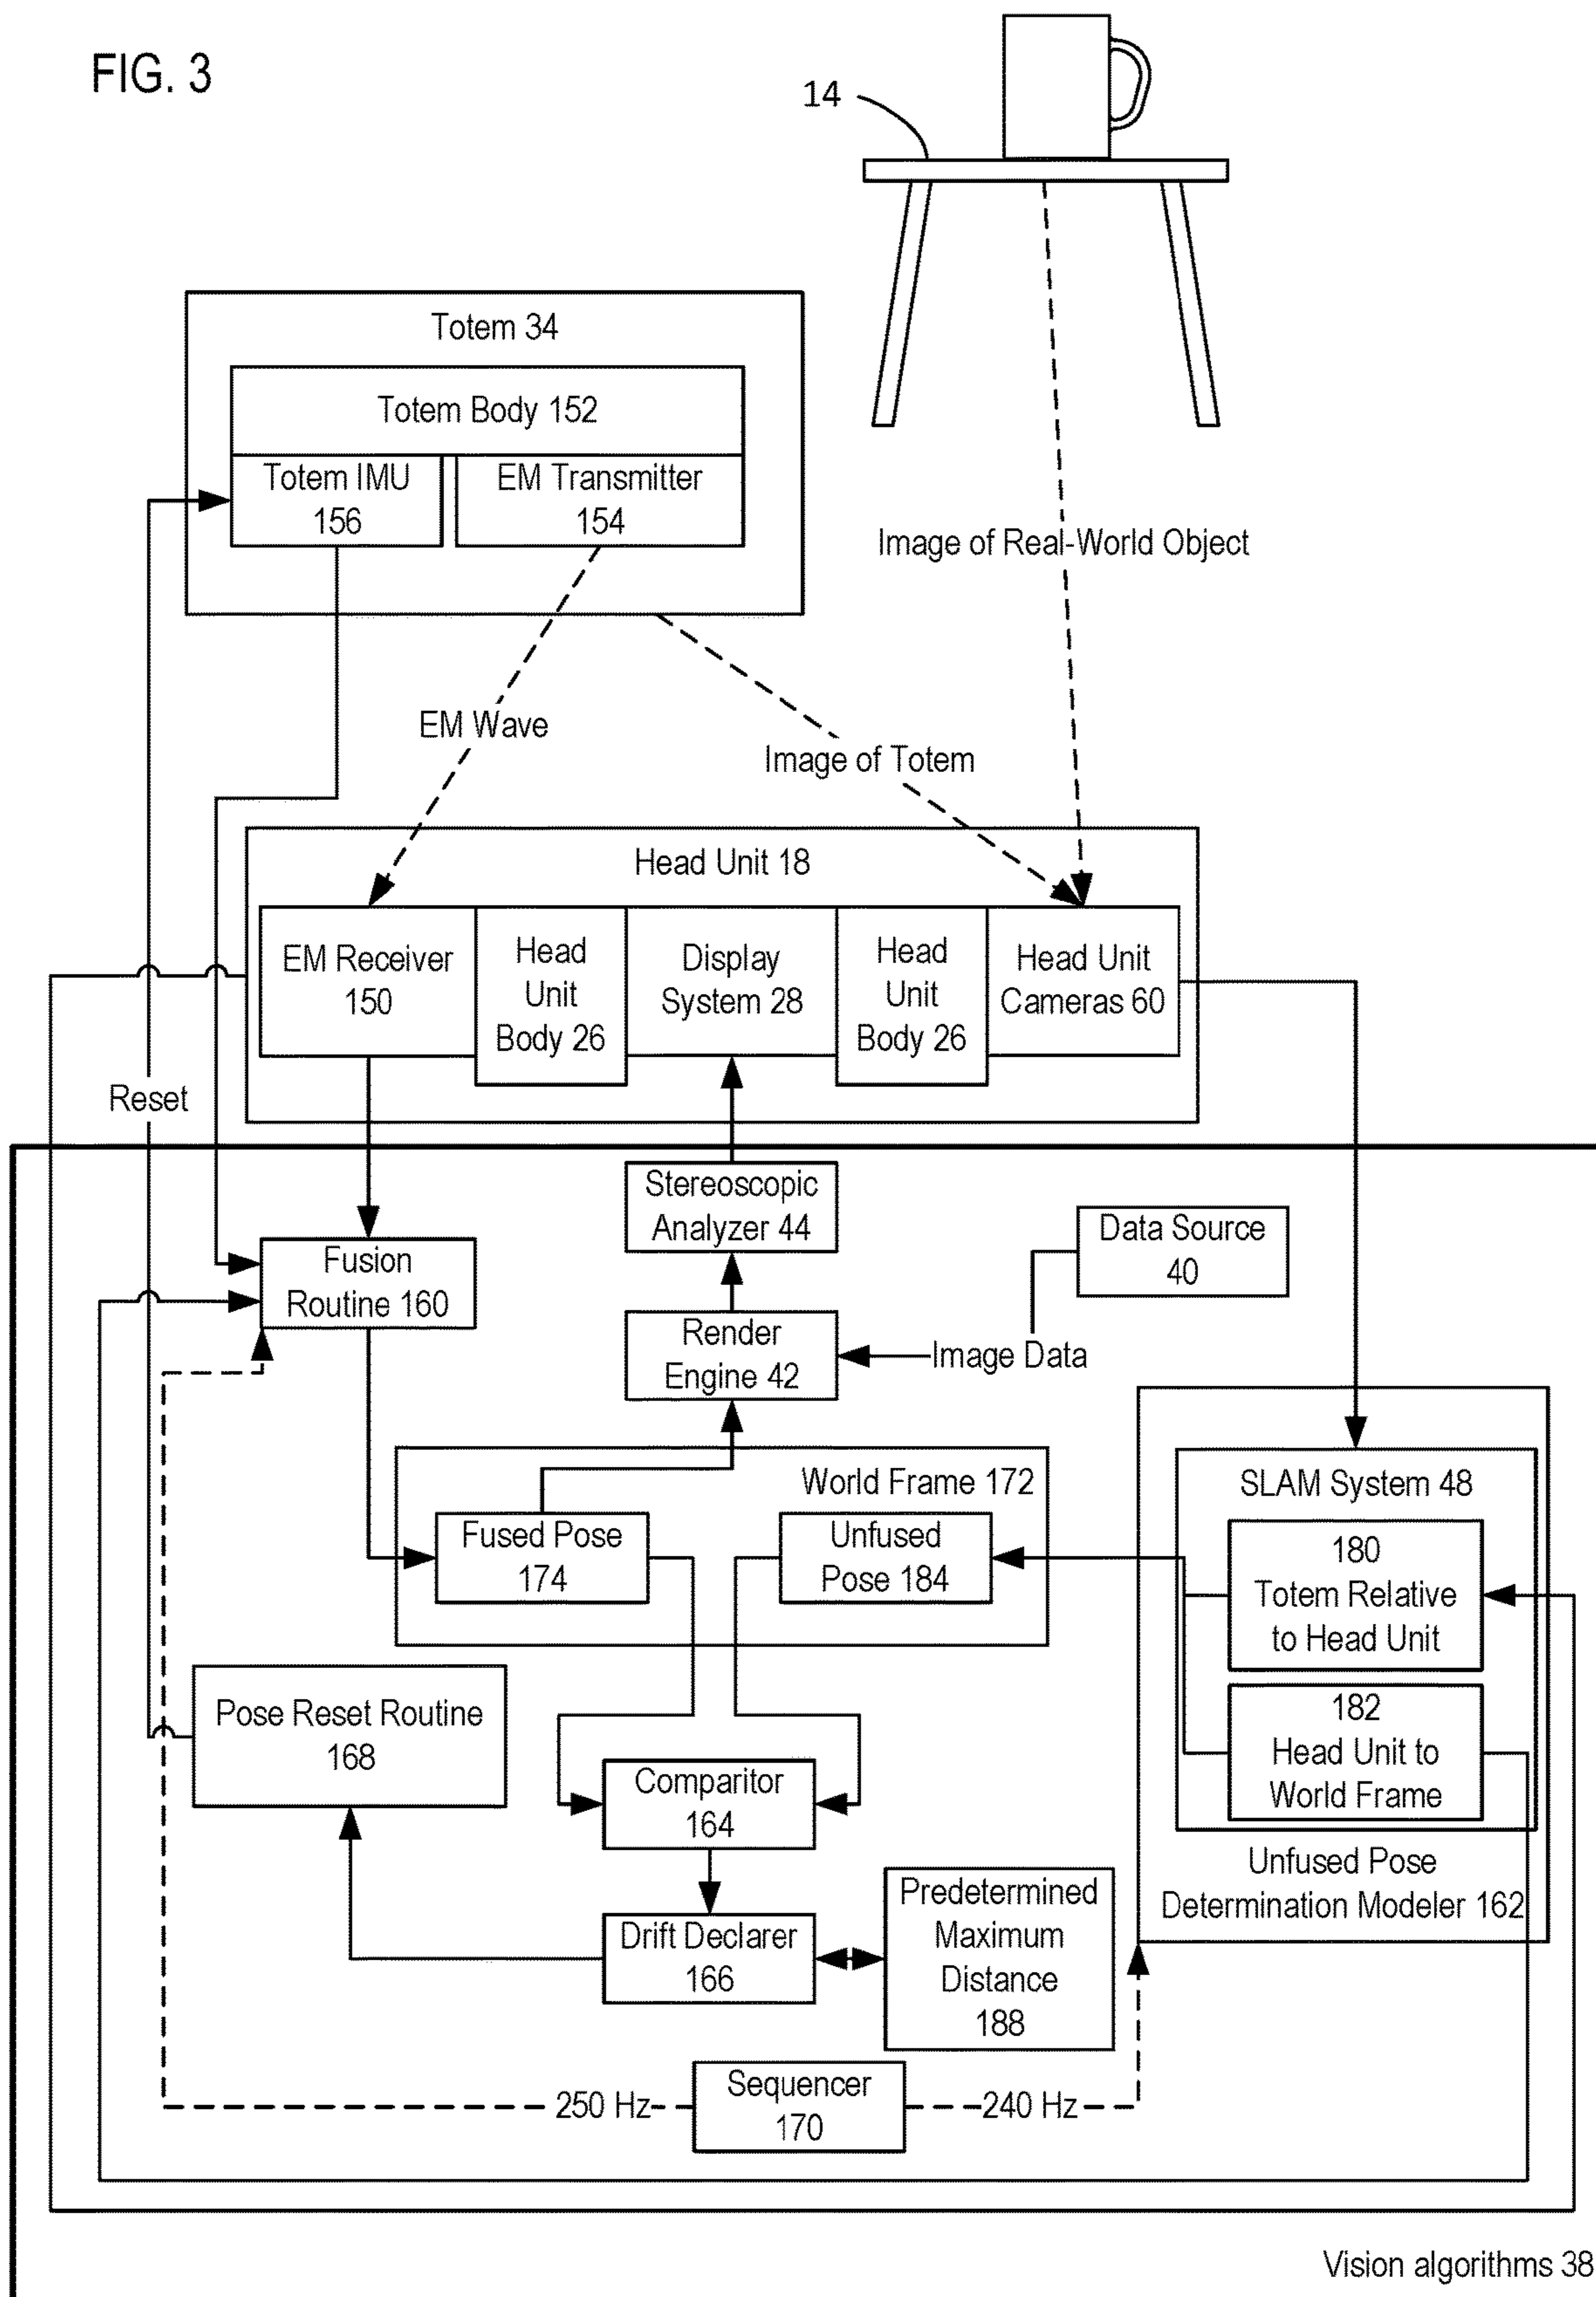 FIG. 3
14
Totem 34
Totem Body 152
Totem IMU
156
EM Transmitter
154
Image of Real-World Object
EM Wave
Image of Totem
Head Unit 18
EM Receiver
150
Head
Unit
Body 26
Display
System 28
Head
Unit
Body 26
Head Unit
Cameras 60
Reset
Stereoscopic
Analyzer 44
Data Source
40
Fusion
Routine 160
Render
Engine 42
Image Data
World Frame 172
Fused Pose
174
Unfused
Pose 184
SLAM System 48
180
Totem Relative
to Head Unit
182
Head Unit to
World Frame
Unfused Pose
Determination Modeler 162
Pose Reset Routine
168
Comparitor
164
Drift Declarer
166
Predetermined
Maximum
Distance
188
250 Hz
Sequencer
170
240 Hz
Vision algorithms 38